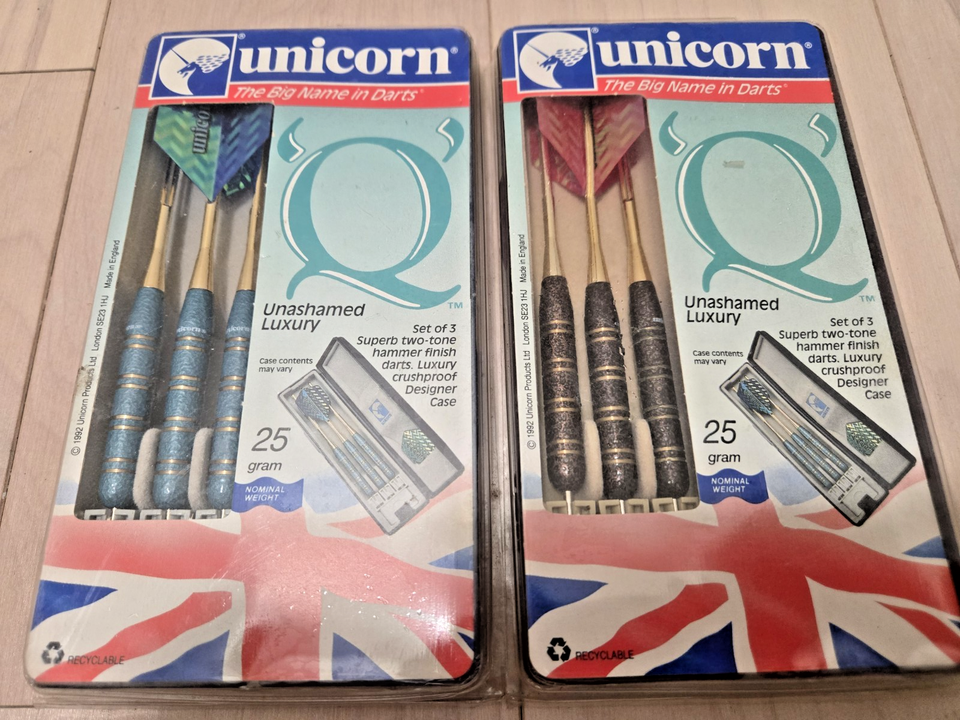 unicorn®
The Big Name in Darts®
unico
'Q'™
Unashamed
Luxury
Set of 3
Superb two-tone
hammer finish
darts. Luxury
crushproof
Designer
Case
Case contents
may vary
25
gram
NOMINAL
WEIGHT
unicorn
© 1992 Unicorn Products Ltd London SE23 1HJ Made in England
RECYCLABLE
unicorn®
The Big Name in Darts®
'Q'™
Unashamed
Luxury
Set of 3
Superb two-tone
hammer finish
darts. Luxury
crushproof
Designer
Case
Case contents
may vary
25
gram
NOMINAL
WEIGHT
© 1992 Unicorn Products Ltd London SE23 1HJ Made in England
RECYCLABLE